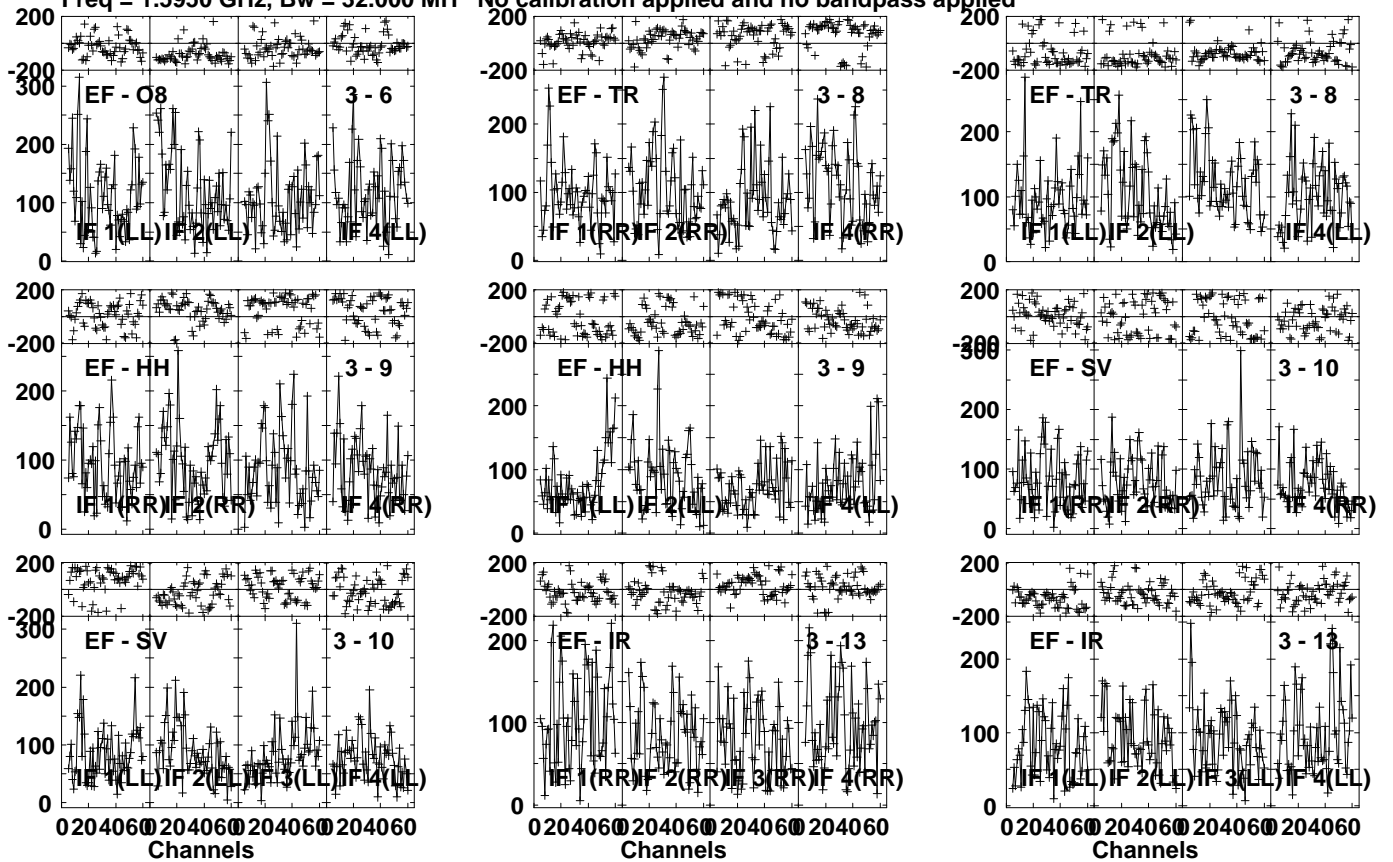 Freq = 1.5950 GHz, Bw = 32.000 MH No calibration applied and no bandpass applied
200
-200
300
200
100
0
EF - O8 3 - 6
IF 1(LL) IF 2(LL) IF 4(LL)
200
-200
200
100
0
EF - TR 3 - 8
IF 1(RR) IF 2(RR) IF 4(RR)
200
-200
200
100
0
EF - TR 3 - 8
IF 1(LL) IF 2(LL) IF 4(LL)
200
-200
200
100
0
EF - HH 3 - 9
IF 1(RR) IF 2(RR) IF 4(RR)
200
-200
200
100
0
EF - HH 3 - 9
IF 1(LL) IF 2(LL) IF 4(LL)
200
-200
300
200
100
0
EF - SV 3 - 10
IF 1(RR) IF 2(RR) IF 4(RR)
200
-200
300
200
100
0
EF - SV 3 - 10
IF 1(LL) IF 2(LL) IF 3(LL) IF 4(LL)
0 20 40 60 0 20 40 60 0 20 40 60 0 20 40 60
Channels
200
-200
200
100
0
EF - IR 3 - 13
IF 1(RR) IF 2(RR) IF 3(RR) IF 4(RR)
0 20 40 60 0 20 40 60 0 20 40 60 0 20 40 60
Channels
200
-200
200
100
0
EF - IR 3 - 13
IF 1(LL) IF 2(LL) IF 3(LL) IF 4(LL)
0 20 40 60 0 20 40 60 0 20 40 60 0 20 40 60
Channels